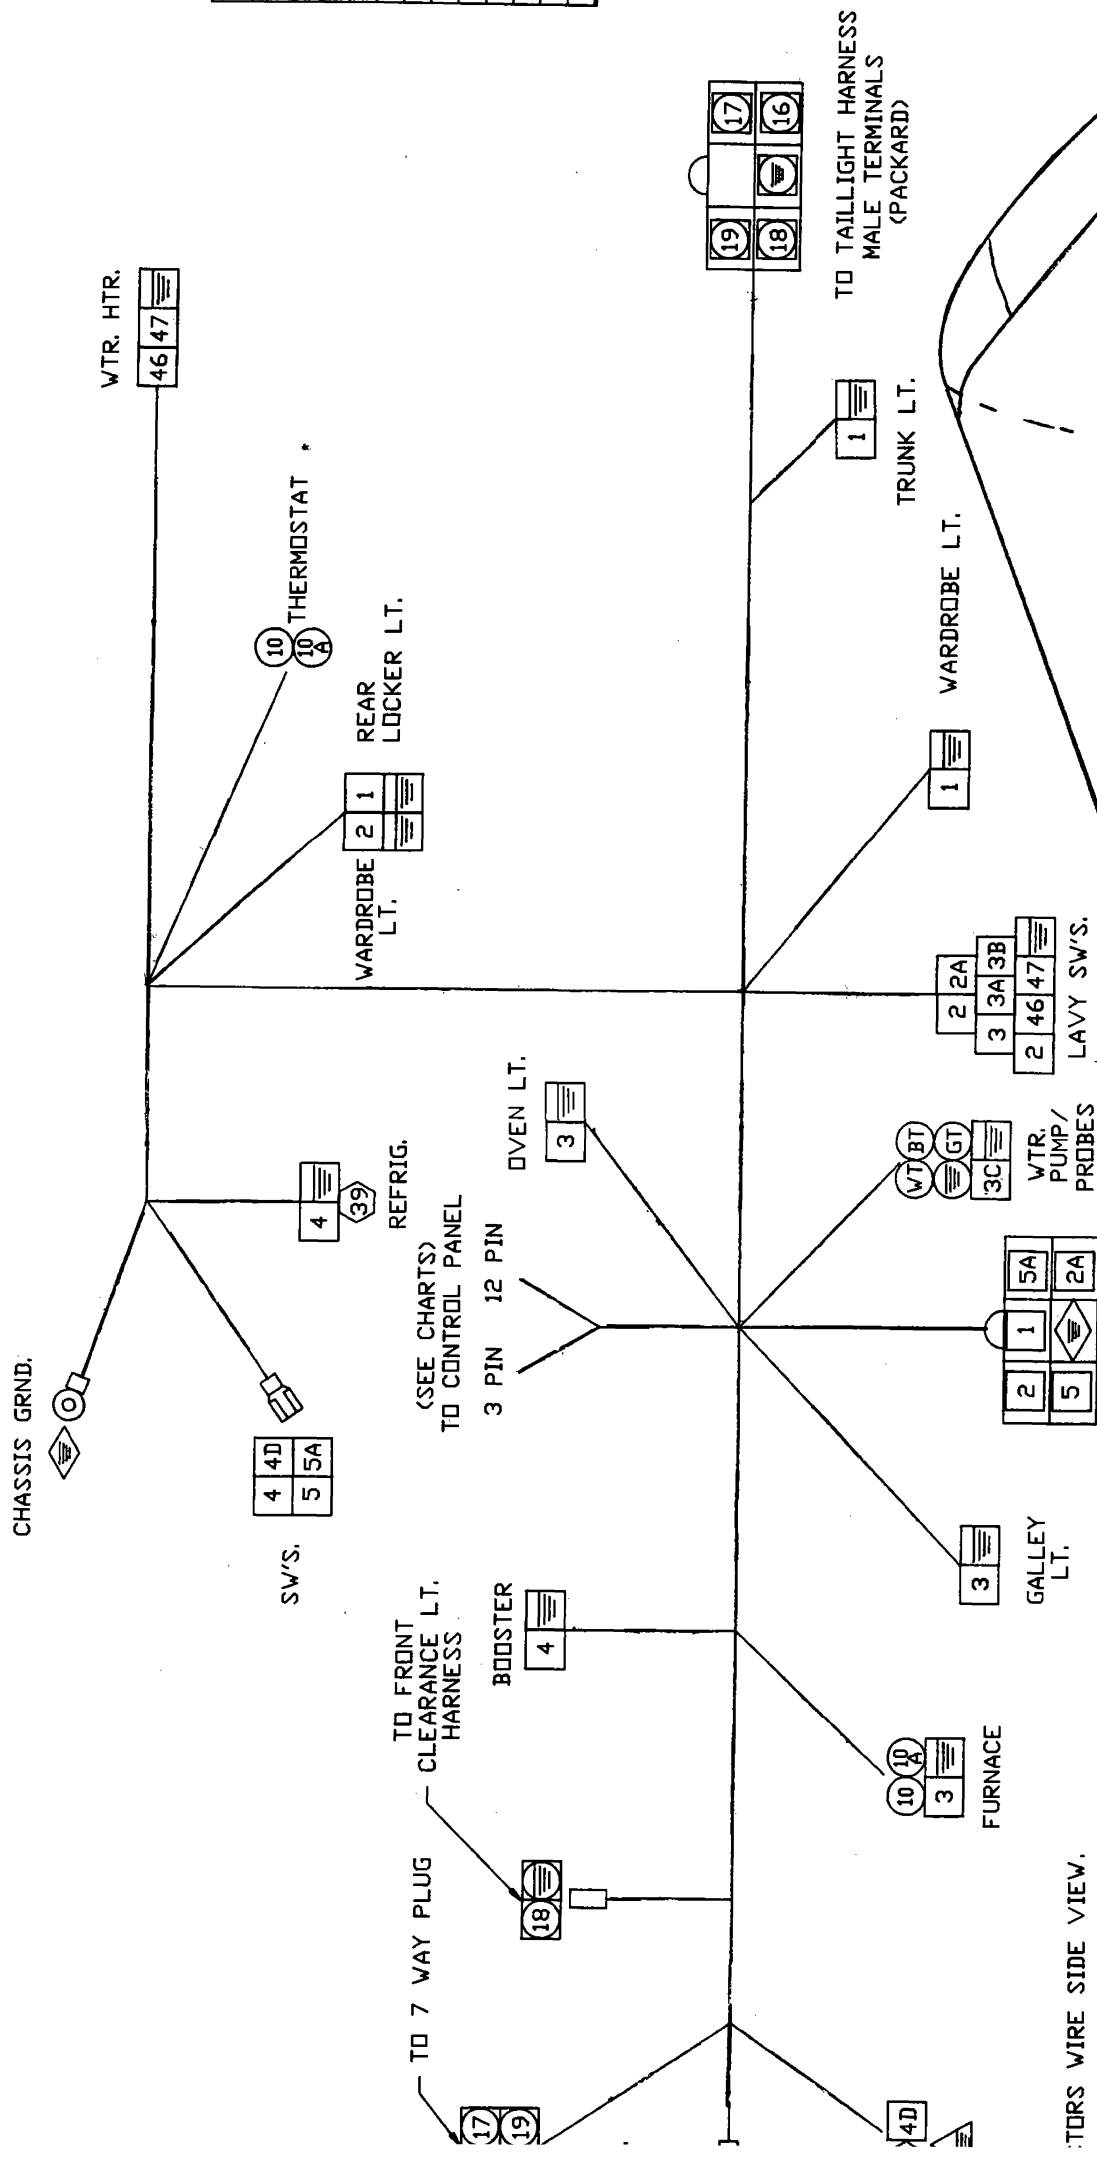 CHASSIS GRND.
4 4D
5 5A
SW'S.
4
39
REFRIG.
WTR. HTR.
46 47
10
10
A
THERMOSTAT
2 1
WARDROBE
LT.
REAR
LOCKER LT.
TO 7 WAY PLUG
17
19
TO FRONT
CLEARANCE LT.
HARNESS
18
BOOSTER
4
(SEE CHARTS)
TO CONTROL PANEL
3 PIN 12 PIN
OVEN LT.
3
19 17
18 16
TO TAILLIGHT HARNESS
MALE TERMINALS
(PACKARD)
1
TRUNK LT.
1
WARDROBE LT.
2 2A
3 3A 3B
2 46 47
LAVY SW'S.
WT BT
GT
3C
WTR.
PUMP/
PROBES
2 1 5A
5 2A
3
GALLEY
LT.
10 10
A
3
FURNACE
4D
TORS WIRE SIDE VIEW.